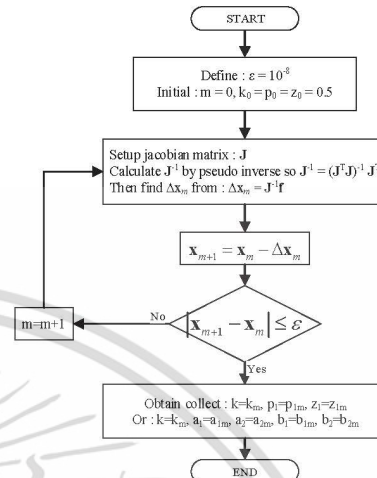 START
Define : ε = 10⁻⁸
Initial : m = 0, k₀ = p₀ = z₀ = 0.5
Setup jacobian matrix : J
Calculate J⁻¹ by pseudo inverse so J⁻¹ = (JᵀJ)⁻¹ Jᵀ
Then find Δxₘ from : Δxₘ = J⁻¹f
xₘ₊₁ = xₘ − Δxₘ
|xₘ₊₁ − xₘ| ≤ ε
No
m=m+1
Yes
Obtain collect : k=kₘ, p₁=p₁ₘ, z₁=z₁ₘ
Or : k=kₘ, a₁=a₁ₘ, a₂=a₂ₘ, b₁=b₁ₘ, b₂=b₂ₘ
END